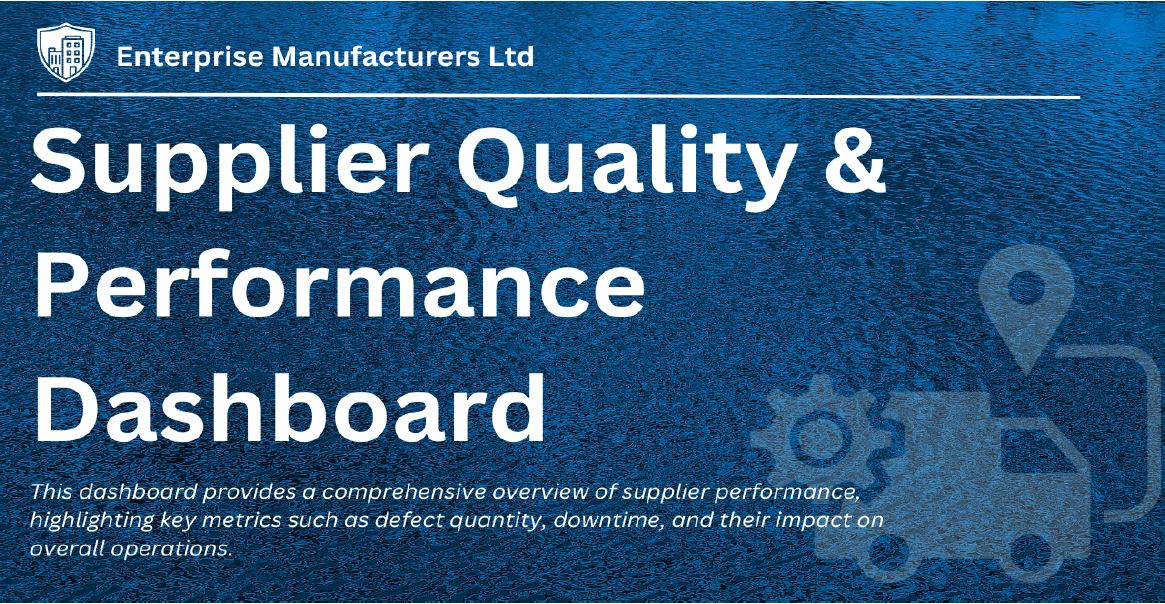 Enterprise Manufacturers Ltd
Supplier Quality &
Performance
Dashboard
This dashboard provides a comprehensive overview of supplier performance,
highlighting key metrics such as defect quantity, downtime, and their impact on
overall operations.